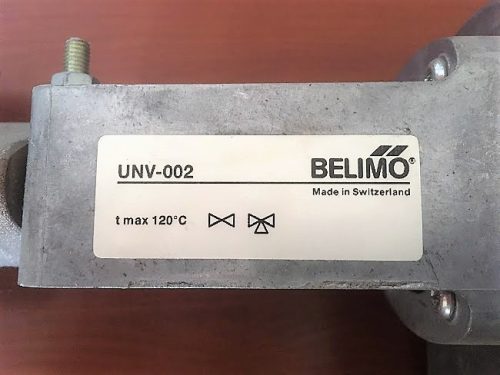 UNV-002
BELIMO®
Made in Switzerland
t max 120°C